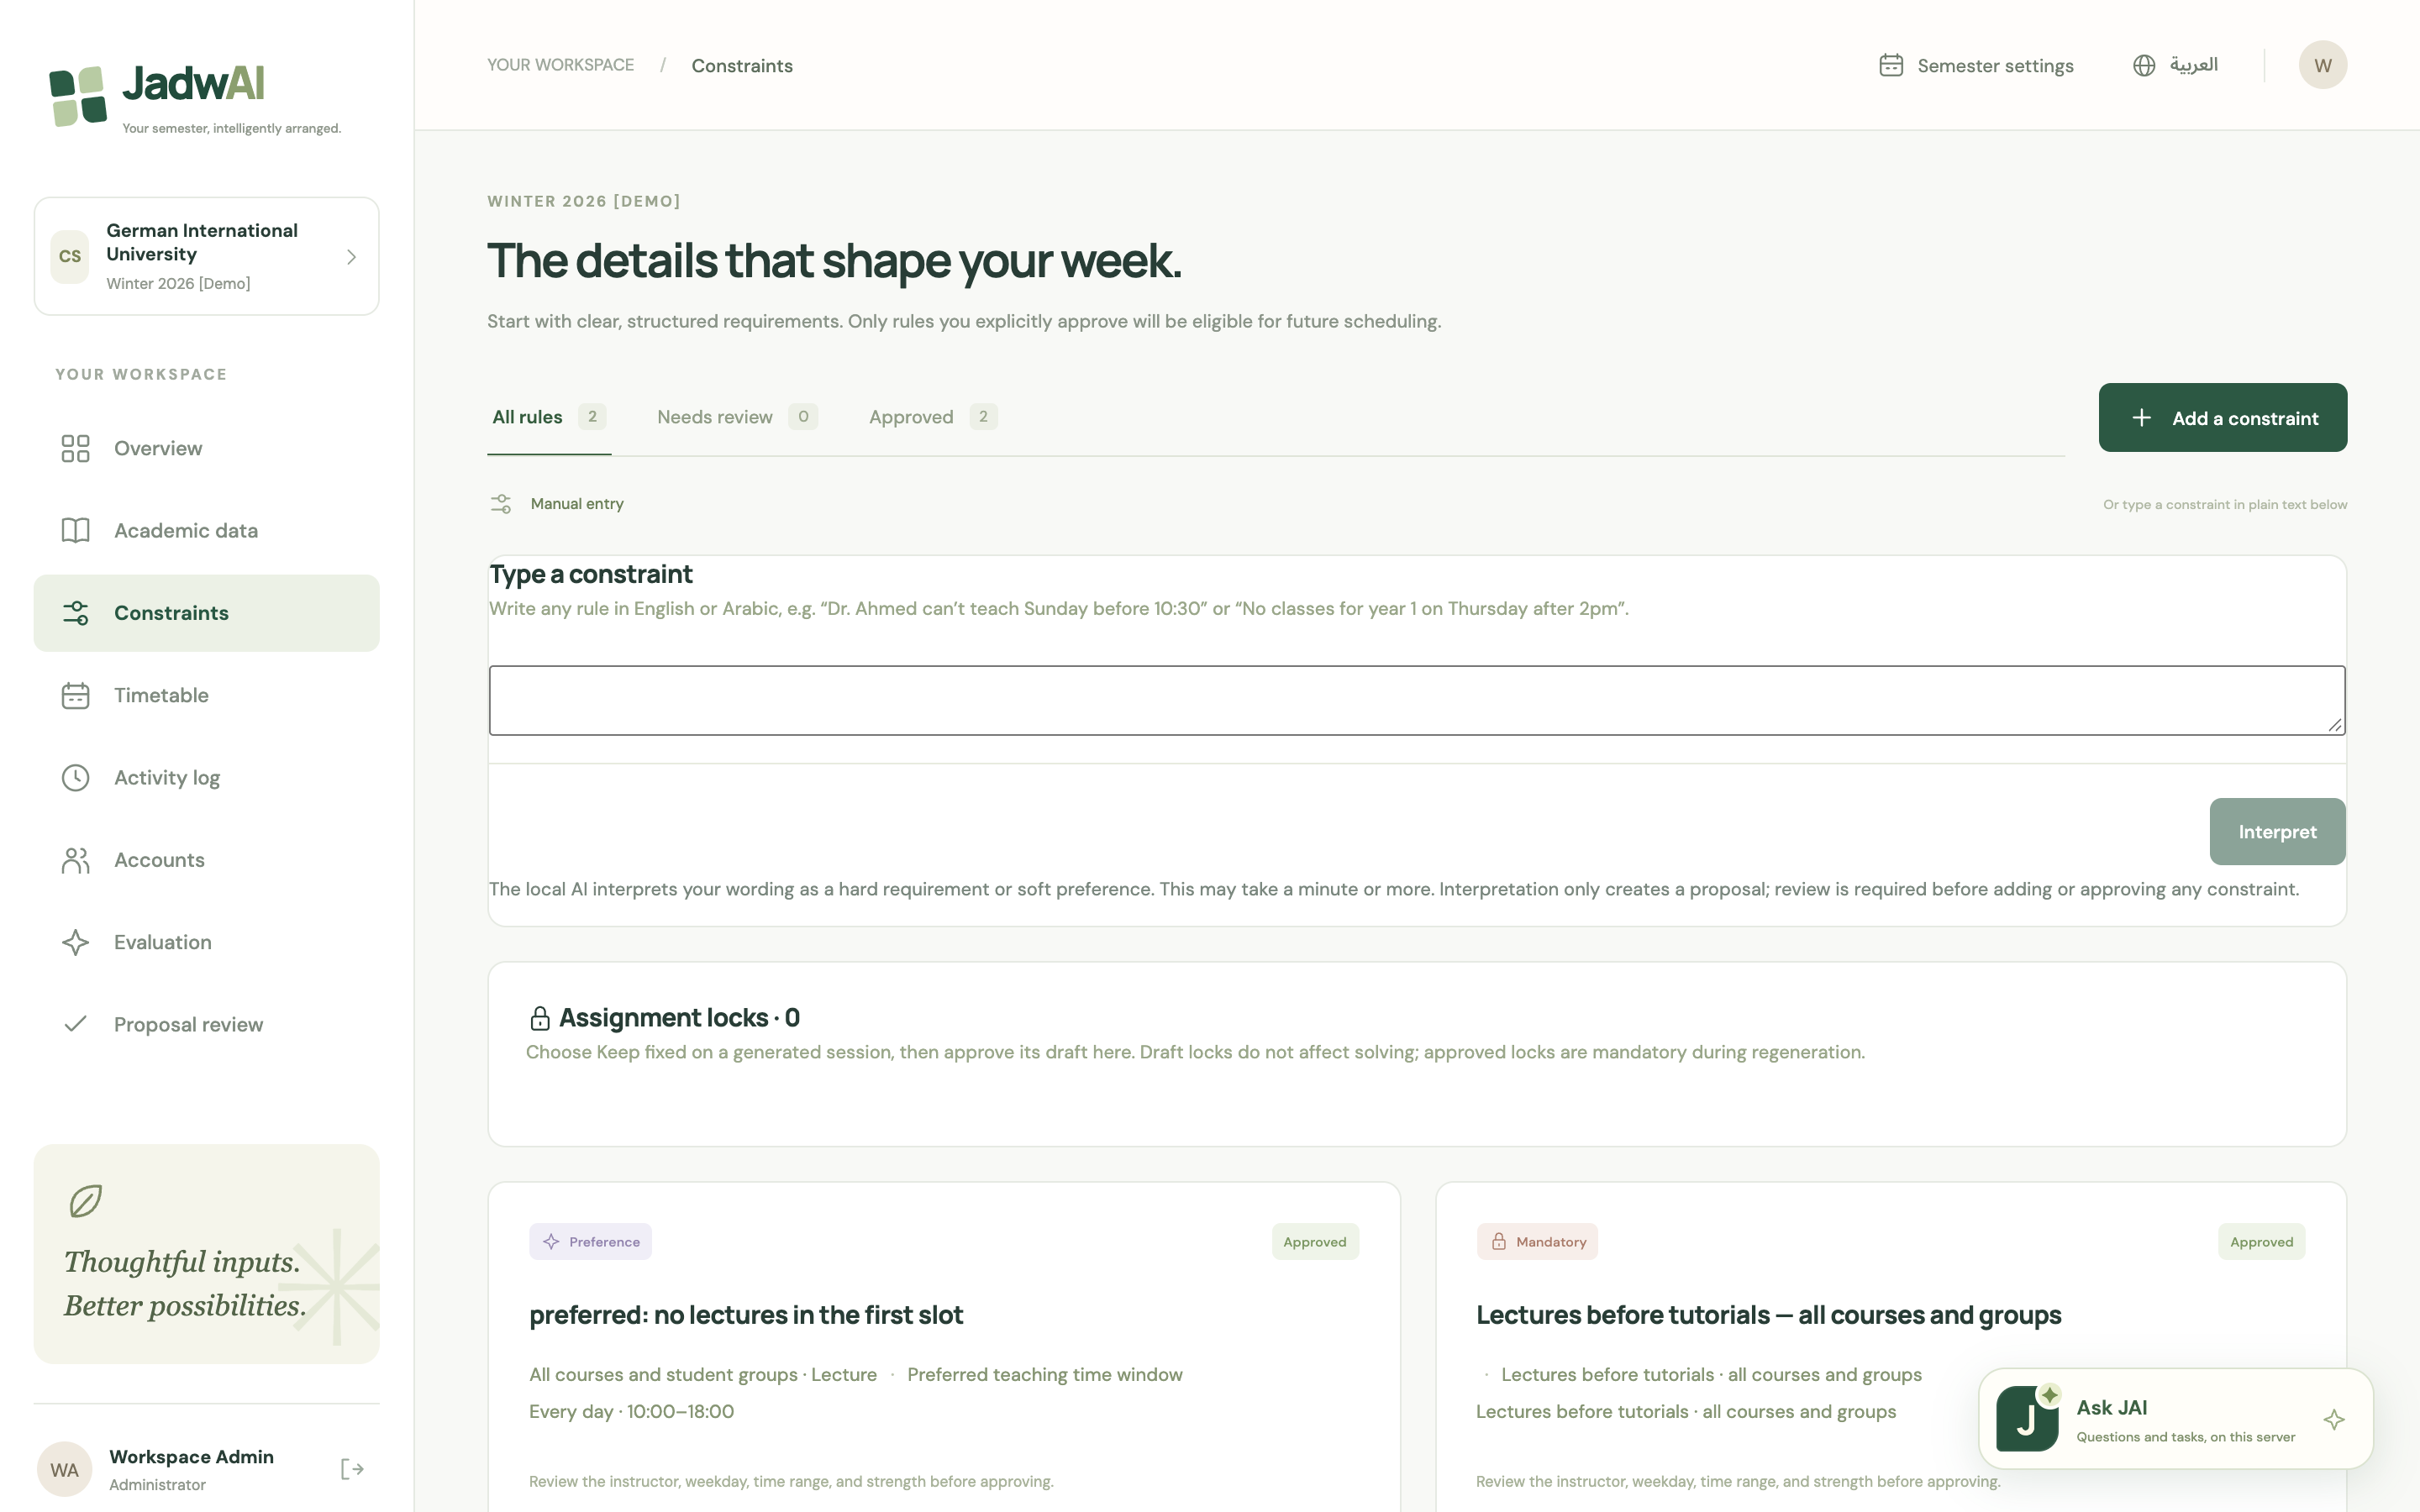 JadwAI
Your semester, intelligently arranged.
CS
German International
University
Winter 2026 [Demo]
YOUR WORKSPACE
Overview
Academic data
Constraints
Timetable
Activity log
Accounts
Evaluation
Proposal review
Thoughtful inputs.
Better possibilities.
WA
Workspace Admin
Administrator
YOUR WORKSPACE / Constraints
Semester settings
العربية
W
WINTER 2026 [DEMO]
The details that shape your week.
Start with clear, structured requirements. Only rules you explicitly approve will be eligible for future scheduling.
All rules 2 Needs review 0 Approved 2
Add a constraint
Manual entry
Or type a constraint in plain text below
Type a constraint
Write any rule in English or Arabic, e.g. “Dr. Ahmed can’t teach Sunday before 10:30” or “No classes for year 1 on Thursday after 2pm”.
Interpret
The local AI interprets your wording as a hard requirement or soft preference. This may take a minute or more. Interpretation only creates a proposal; review is required before adding or approving any constraint.
Assignment locks · 0
Choose Keep fixed on a generated session, then approve its draft here. Draft locks do not affect solving; approved locks are mandatory during regeneration.
Preference
Approved
preferred: no lectures in the first slot
All courses and student groups · Lecture · Preferred teaching time window
Every day · 10:00–18:00
Review the instructor, weekday, time range, and strength before approving.
Mandatory
Approved
Lectures before tutorials — all courses and groups
· Lectures before tutorials · all courses and groups
Lectures before tutorials · all courses and groups
Review the instructor, weekday, time range, and strength before approving.
J
Ask JAI
Questions and tasks, on this server